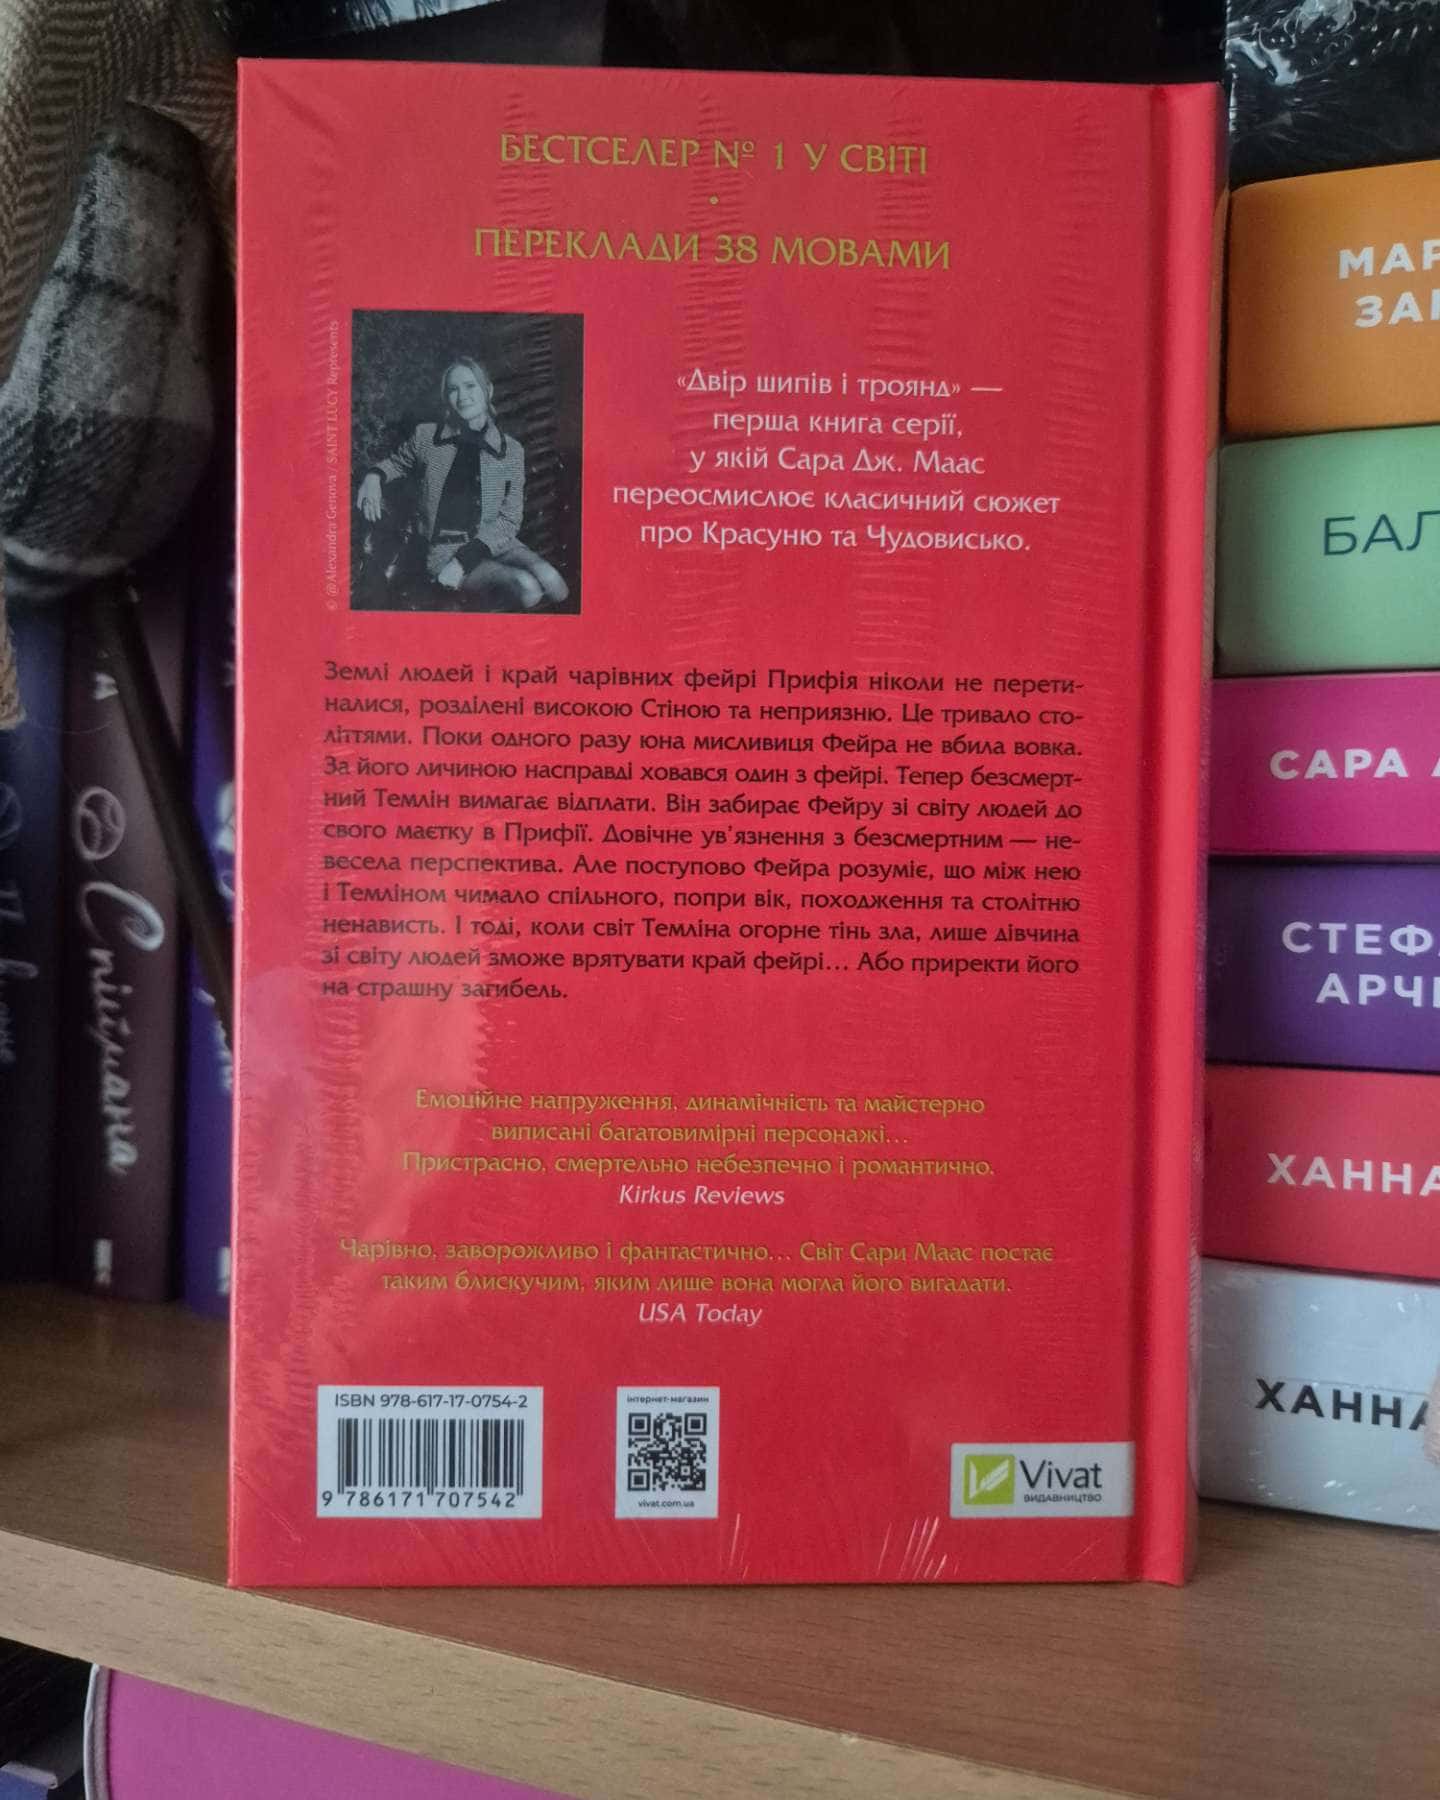 БЕСТСЕЛЕР № 1 У СВІТІ
•
ПЕРЕКЛАДИ 38 МОВАМИ
© @Alexandra Genova / SAINT LUCY Represents
«Двір шипів і троянд» —
перша книга серії,
у якій Сара Дж. Маас
переосмислює класичний сюжет
про Красуню та Чудовисько.
Землі людей і край чарівних фейрі Прифія ніколи не перети-
налися, розділені високою Стіною та неприязню. Це тривало сто-
літтями. Поки одного разу юна мисливиця Фейра не вбила вовка.
За його личиною насправді ховався один з фейрі. Тепер безсмерт-
ний Темлін вимагає відплати. Він забирає Фейру зі світу людей до
свого маєтку в Прифії. Довічне ув’язнення з безсмертним — не-
весела перспектива. Але поступово Фейра розуміє, що між нею
і Темліном чимало спільного, попри вік, походження та столітню
ненависть. І тоді, коли світ Темліна огорне тінь зла, лише дівчина
зі світу людей зможе врятувати край фейрі... Або приректи його
на страшну загибель.
Емоційне напруження, динамічність та майстерно
виписані багатовимірні персонажі...
Пристрасно, смертельно небезпечно і романтично.
Kirkus Reviews
Чарівно, заворожливо і фантастично... Світ Сари Маас постає
таким блискучим, яким лише вона могла його вигадати.
USA Today
ISBN 978-617-17-0754-2
9 786171 707542
інтернет-магазин
vivat.com.ua
Vivat
ВИДАВНИЦТВО
Спіймана
МАР
ЗА
БАЛ
САРА
СТЕФ
АРЧ
ХАННА
ХАННА